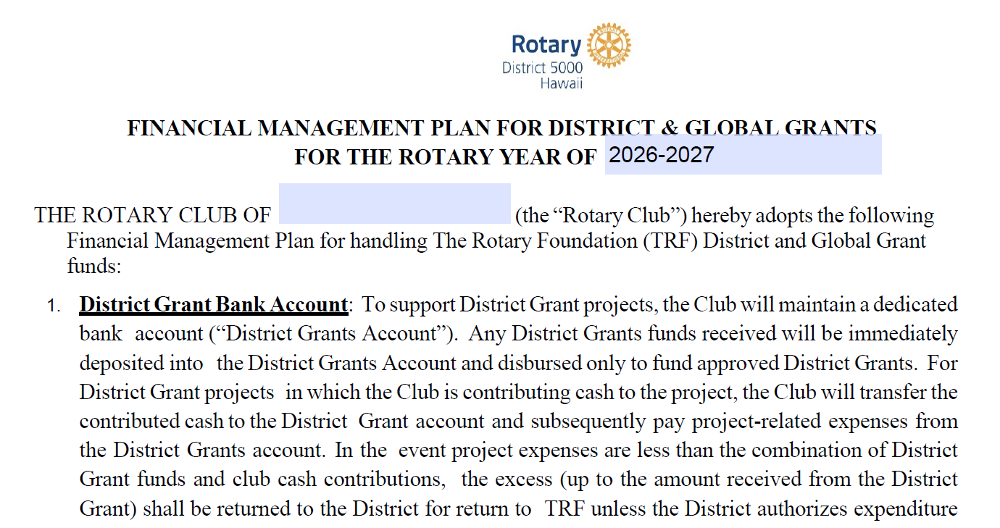 Rotary
District 5000
Hawaii
ROTARY
INTERNATIONAL
FINANCIAL MANAGEMENT PLAN FOR DISTRICT & GLOBAL GRANTS
FOR THE ROTARY YEAR OF 2026-2027
THE ROTARY CLUB OF (the “Rotary Club”) hereby adopts the following
Financial Management Plan for handling The Rotary Foundation (TRF) District and Global Grant
funds:
1. District Grant Bank Account: To support District Grant projects, the Club will maintain a dedicated
bank account (“District Grants Account”). Any District Grants funds received will be immediately
deposited into the District Grants Account and disbursed only to fund approved District Grants. For
District Grant projects in which the Club is contributing cash to the project, the Club will transfer the
contributed cash to the District Grant account and subsequently pay project-related expenses from
the District Grants account. In the event project expenses are less than the combination of District
Grant funds and club cash contributions, the excess (up to the amount received from the District
Grant) shall be returned to the District for return to TRF unless the District authorizes expenditure